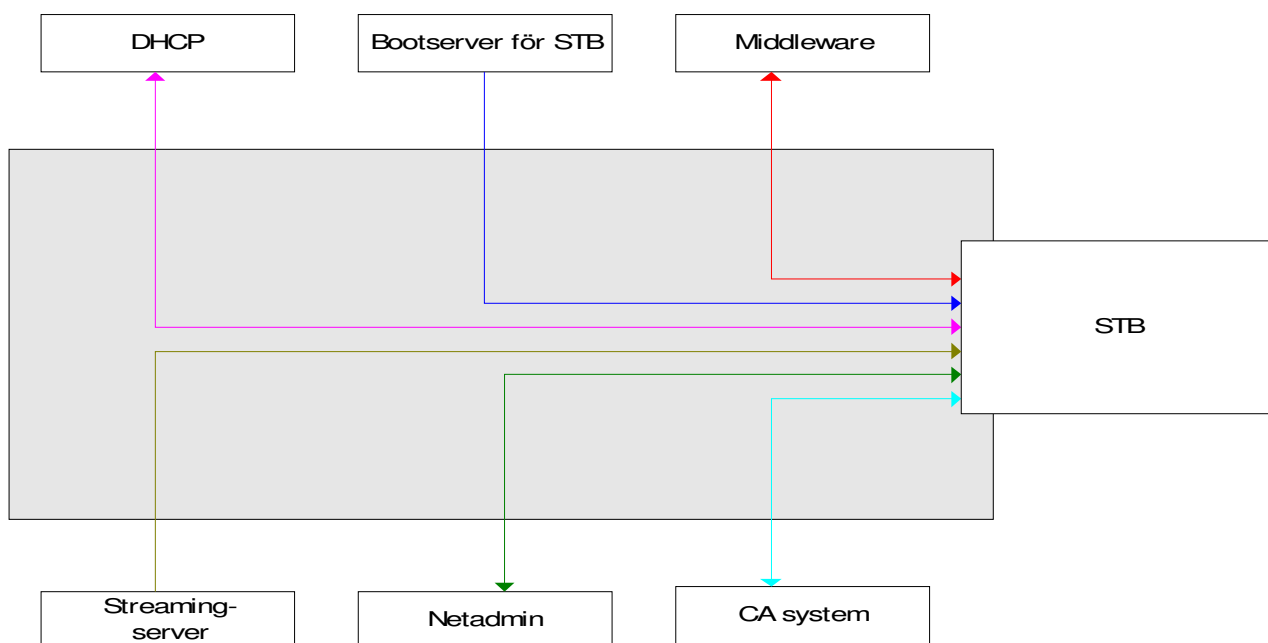 DHCP
Bootserver för STB
Middleware
STB
Streaming-
server
Netadmin
CA system